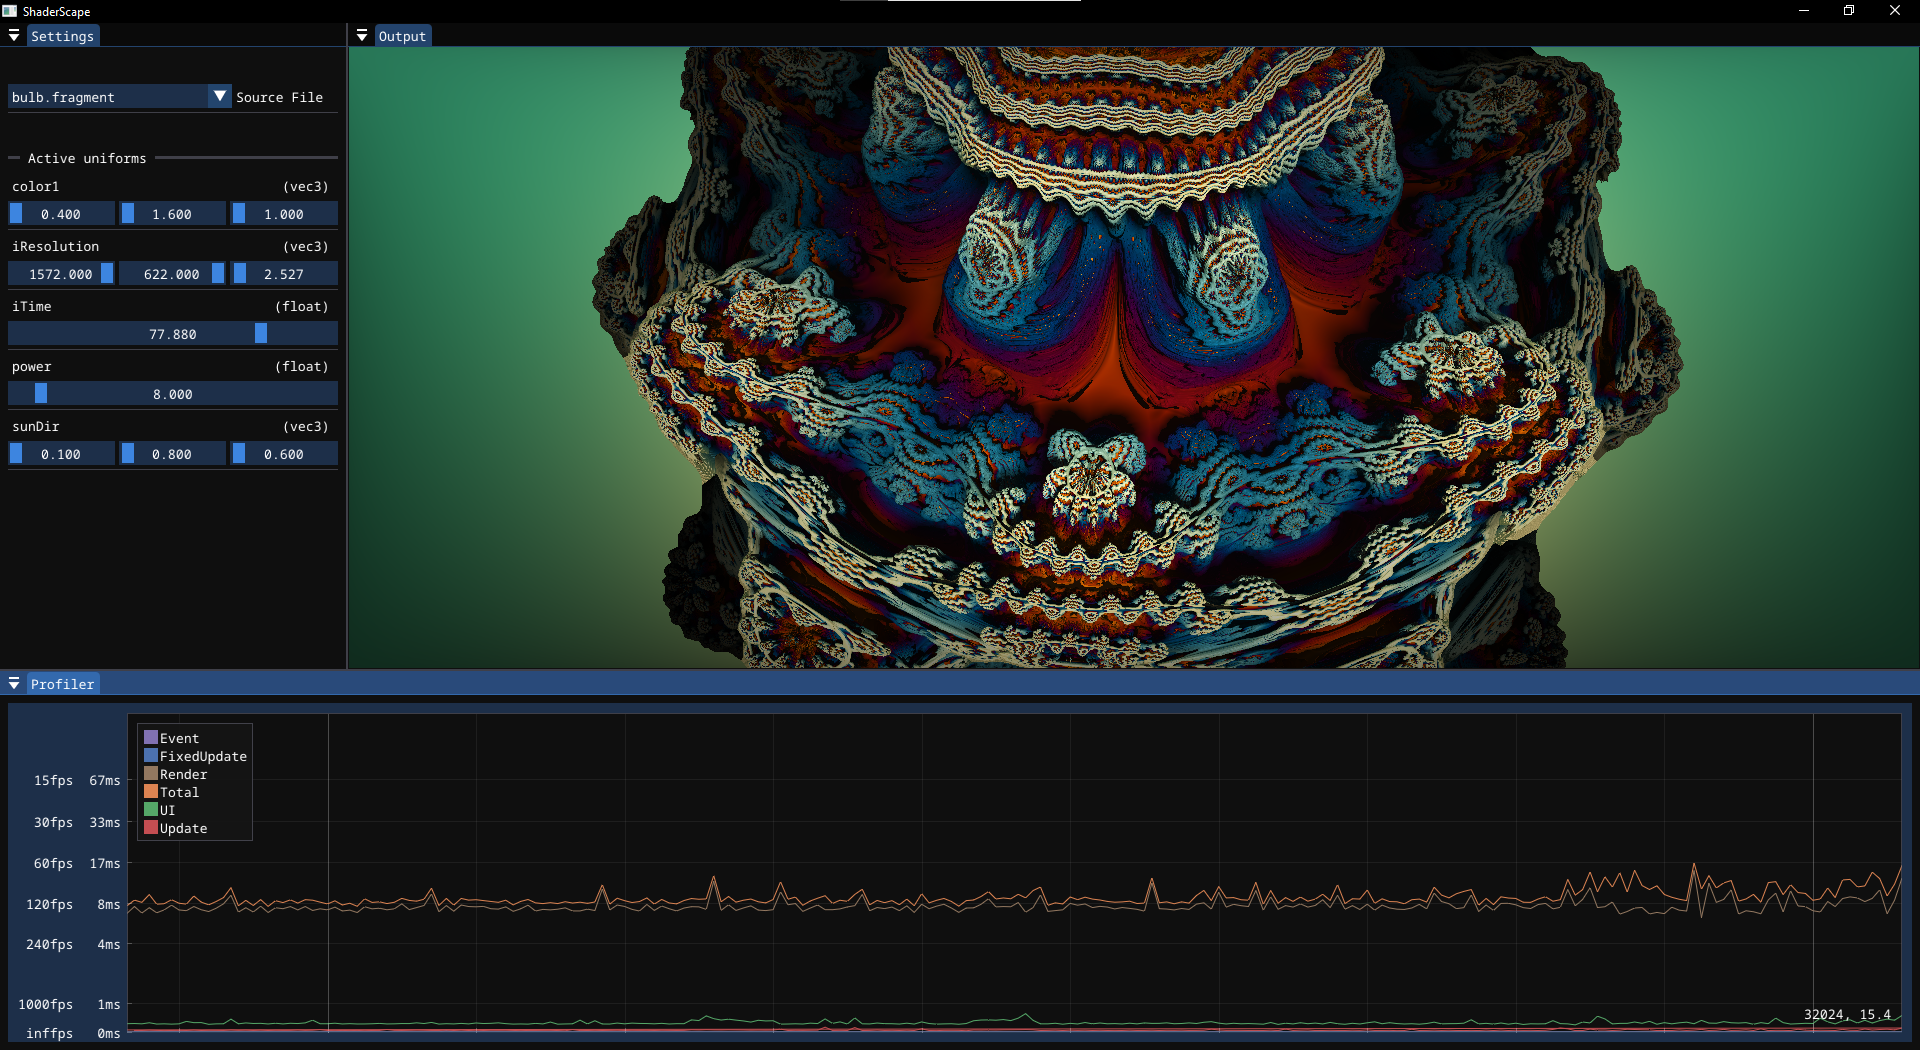 ShaderScape
Settings
Output
bulb.fragment Source File
Active uniforms
color1 (vec3)
0.400 1.600 1.000
iResolution (vec3)
1572.000 622.000 2.527
iTime (float)
77.880
power (float)
8.000
sunDir (vec3)
0.100 0.800 0.600
Profiler
Event
FixedUpdate
Render
Total
UI
Update
15fps 67ms
30fps 33ms
60fps 17ms
120fps 8ms
240fps 4ms
1000fps 1ms
inffps 0ms
32024, 15.4